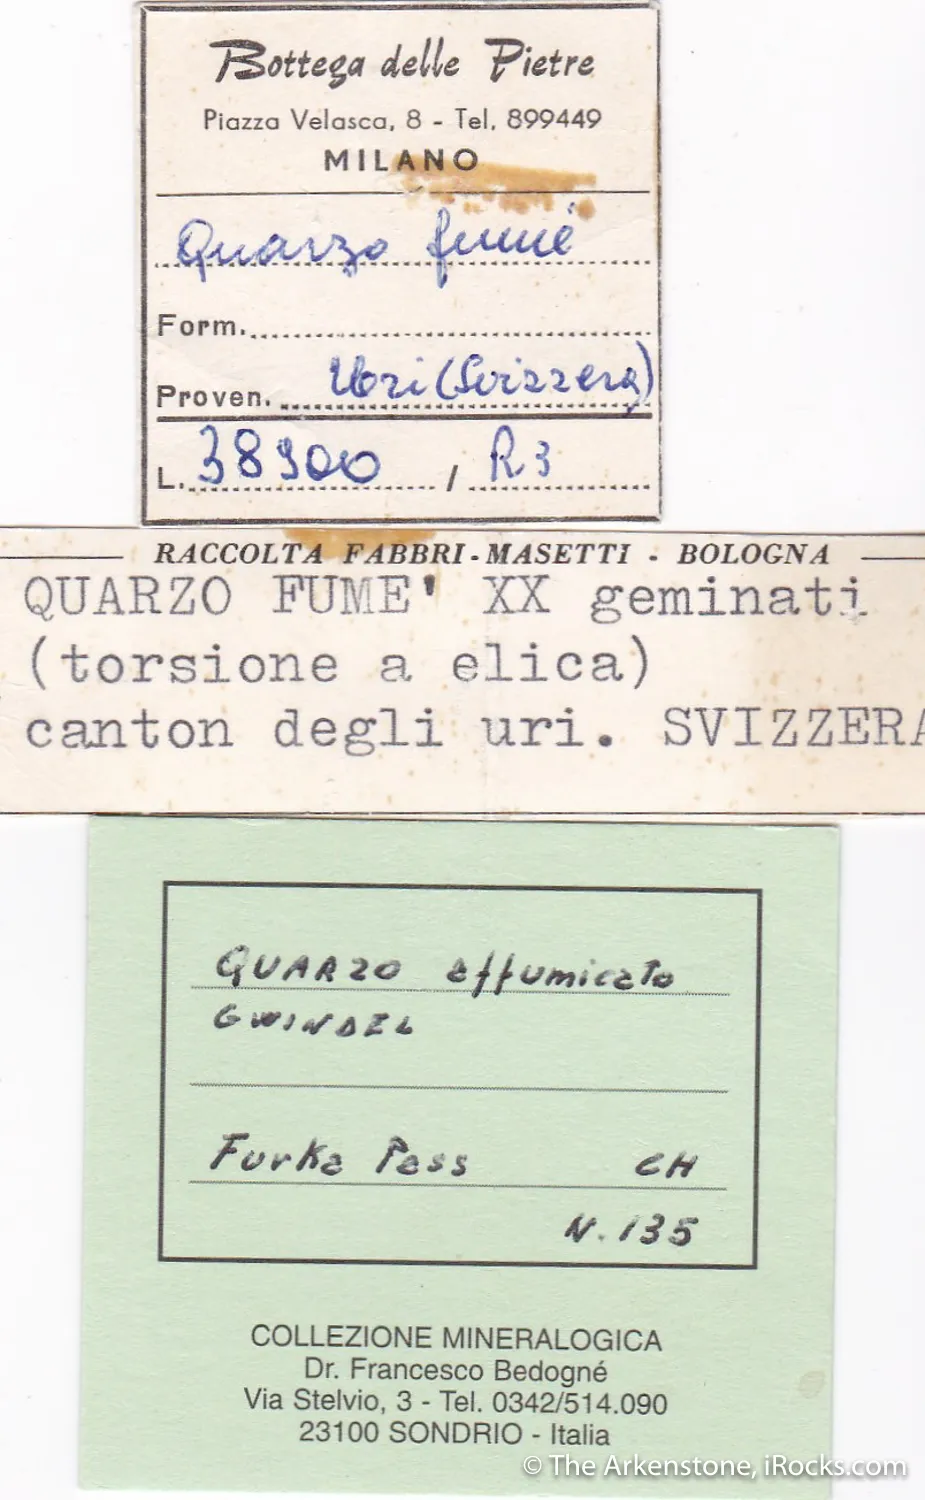 Bottega delle Pietre
Piazza Velasca, 8 - Tel. 899449
MILANO
Quarzo fumé
Form.
Proven. Uri (Svizzera)
L. 38900 / R3
RACCOLTA FABBRI-MASETTI - BOLOGNA
QUARZO FUME' XX geminati
(torsione a elica)
canton degli uri. SVIZZERA
QUARZO affumicato
GWINDEL
Furka Pass CH
N. 135
COLLEZIONE MINERALOGICA
Dr. Francesco Bedogné
Via Stelvio, 3 - Tel. 0342/514.090
23100 SONDRIO - Italia
© The Arkenstone, iRocks.com